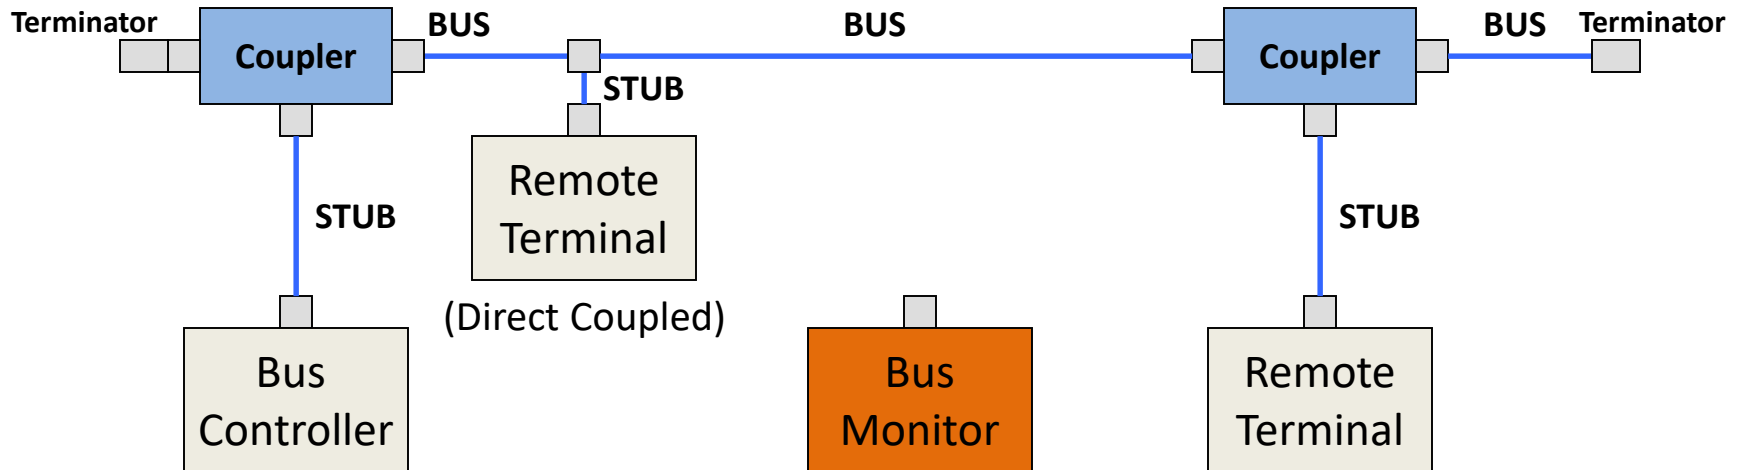 Terminator
Coupler
BUS
BUS
Coupler
BUS
Terminator
STUB
Remote
Terminal
(Direct Coupled)
STUB
STUB
Bus
Controller
Bus
Monitor
Remote
Terminal